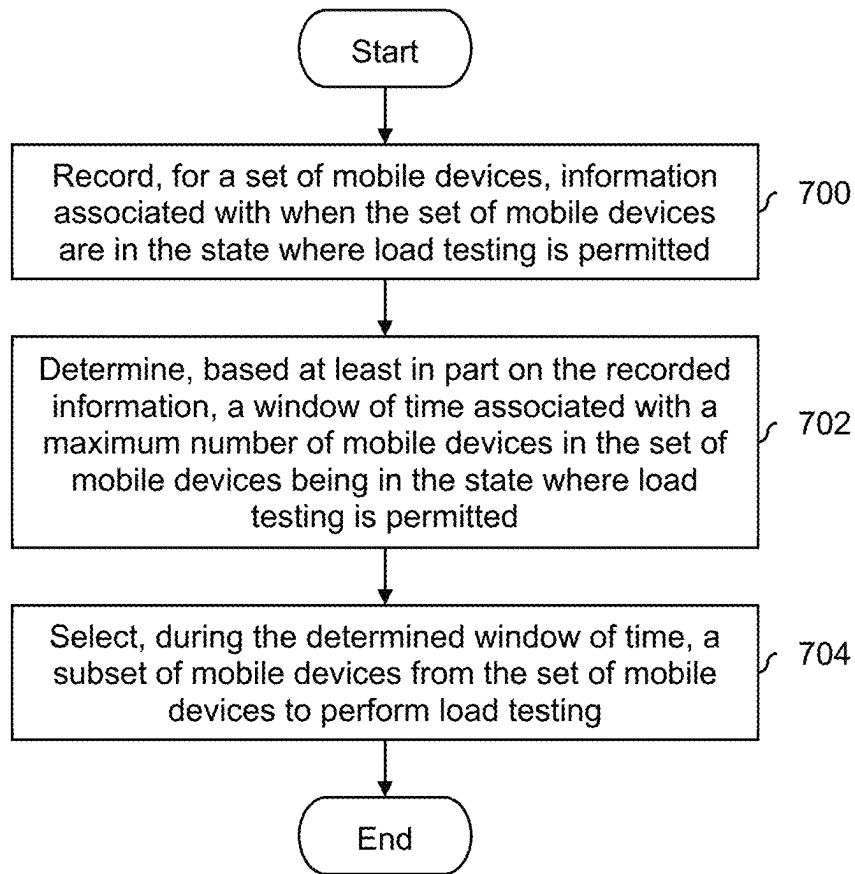 Start
Record, for a set of mobile devices, information
associated with when the set of mobile devices
are in the state where load testing is permitted
700
Determine, based at least in part on the recorded
information, a window of time associated with a
maximum number of mobile devices in the set of
mobile devices being in the state where load
testing is permitted
702
Select, during the determined window of time, a
subset of mobile devices from the set of mobile
devices to perform load testing
704
End